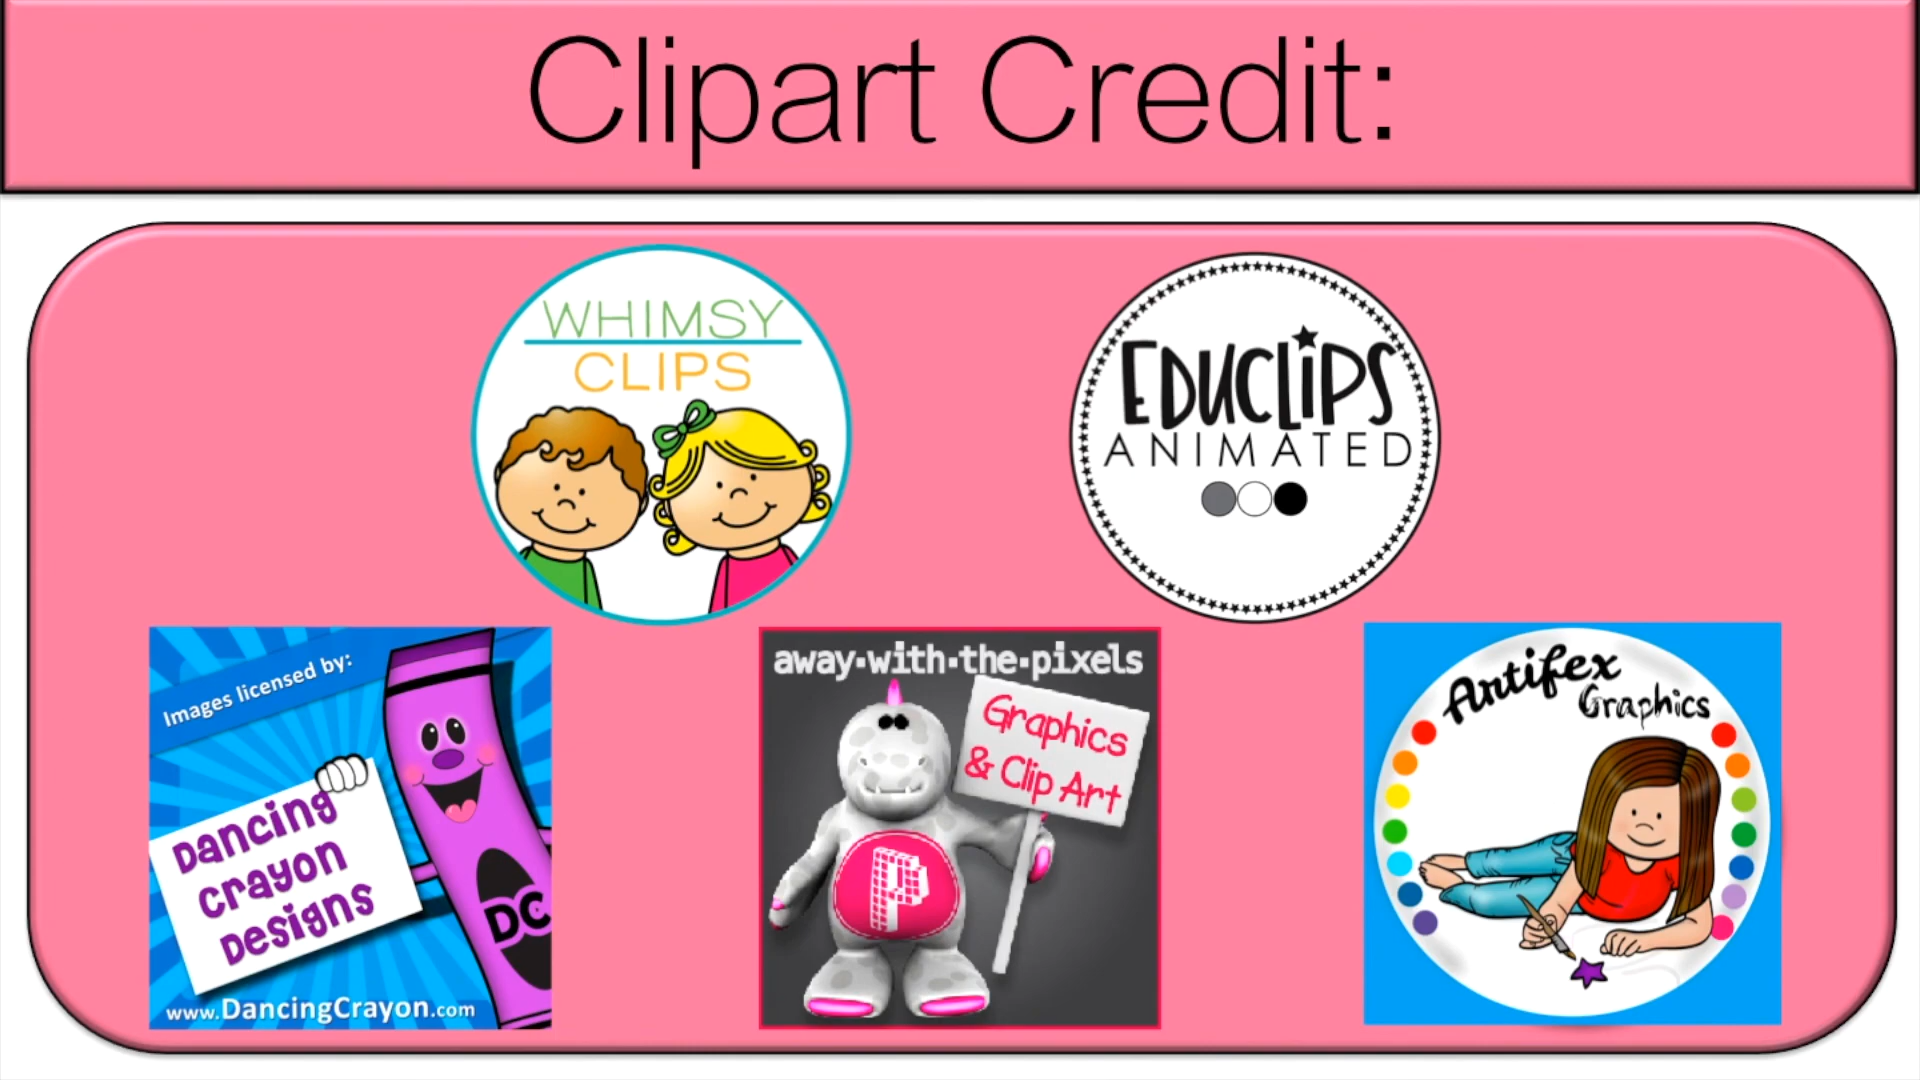 Clipart Credit:
WHIMSY
CLIPS
EDUCLIPS
ANIMATED
Images licensed by:
Dancing
Crayon
Designs
DC
www.DancingCrayon.com
away·with·the·pixels
Graphics
& Clip Art
P
Artifex
Graphics